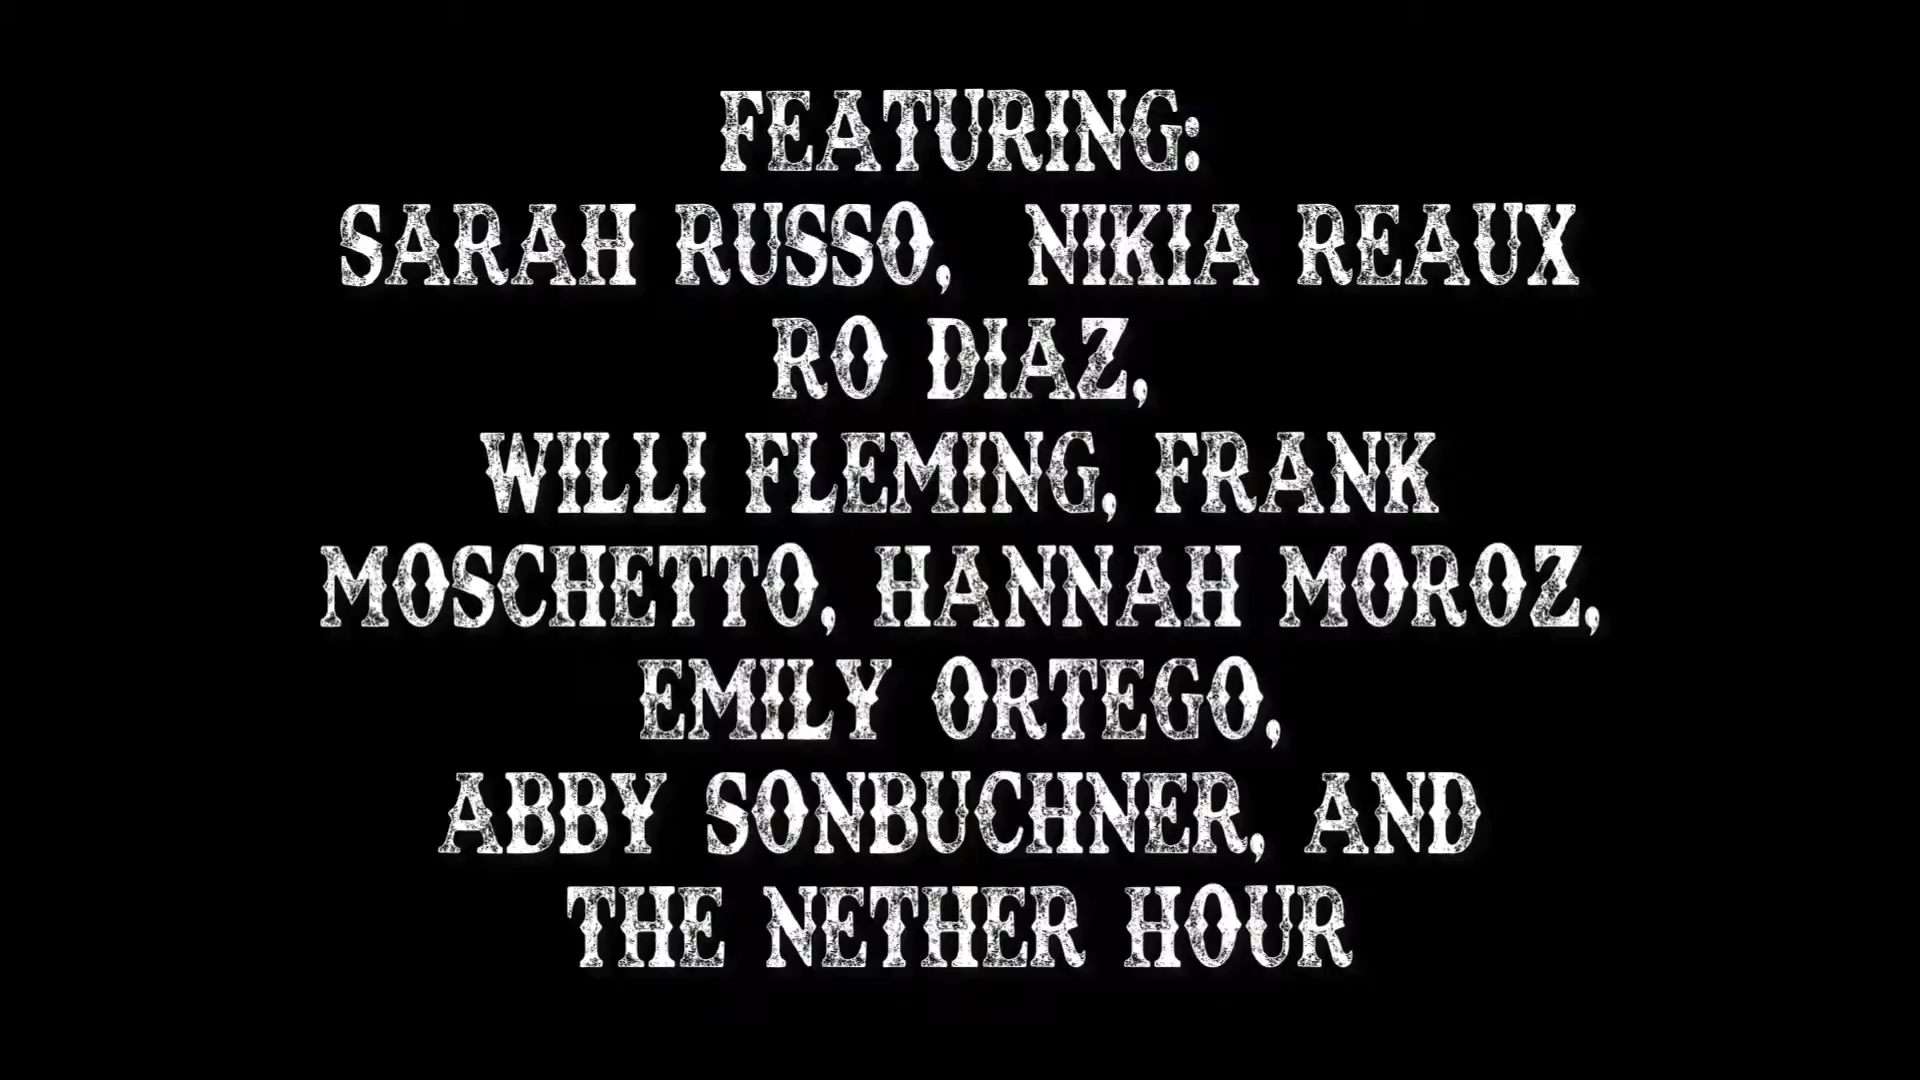 FEATURING:
SARAH RUSSO, NIKIA REAUX
RO DIAZ,
WILLI FLEMING, FRANK
MOSCHETTO, HANNAH MOROZ,
EMILY ORTEGO,
ABBY SONBUCHNER, AND
THE NETHER HOUR